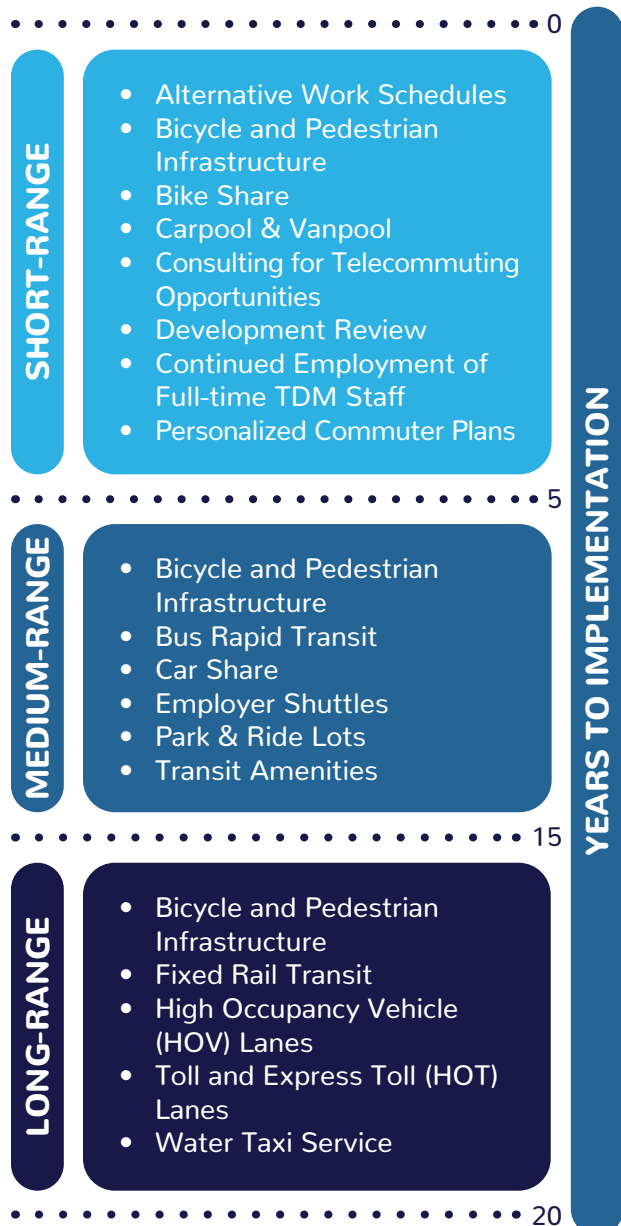 0
SHORT-RANGE
• Alternative Work Schedules
• Bicycle and Pedestrian
Infrastructure
• Bike Share
• Carpool & Vanpool
• Consulting for Telecommuting
Opportunities
• Development Review
• Continued Employment of
Full-time TDM Staff
• Personalized Commuter Plans
5
MEDIUM-RANGE
• Bicycle and Pedestrian
Infrastructure
• Bus Rapid Transit
• Car Share
• Employer Shuttles
• Park & Ride Lots
• Transit Amenities
15
LONG-RANGE
• Bicycle and Pedestrian
Infrastructure
• Fixed Rail Transit
• High Occupancy Vehicle
(HOV) Lanes
• Toll and Express Toll (HOT)
Lanes
• Water Taxi Service
20
YEARS TO IMPLEMENTATION